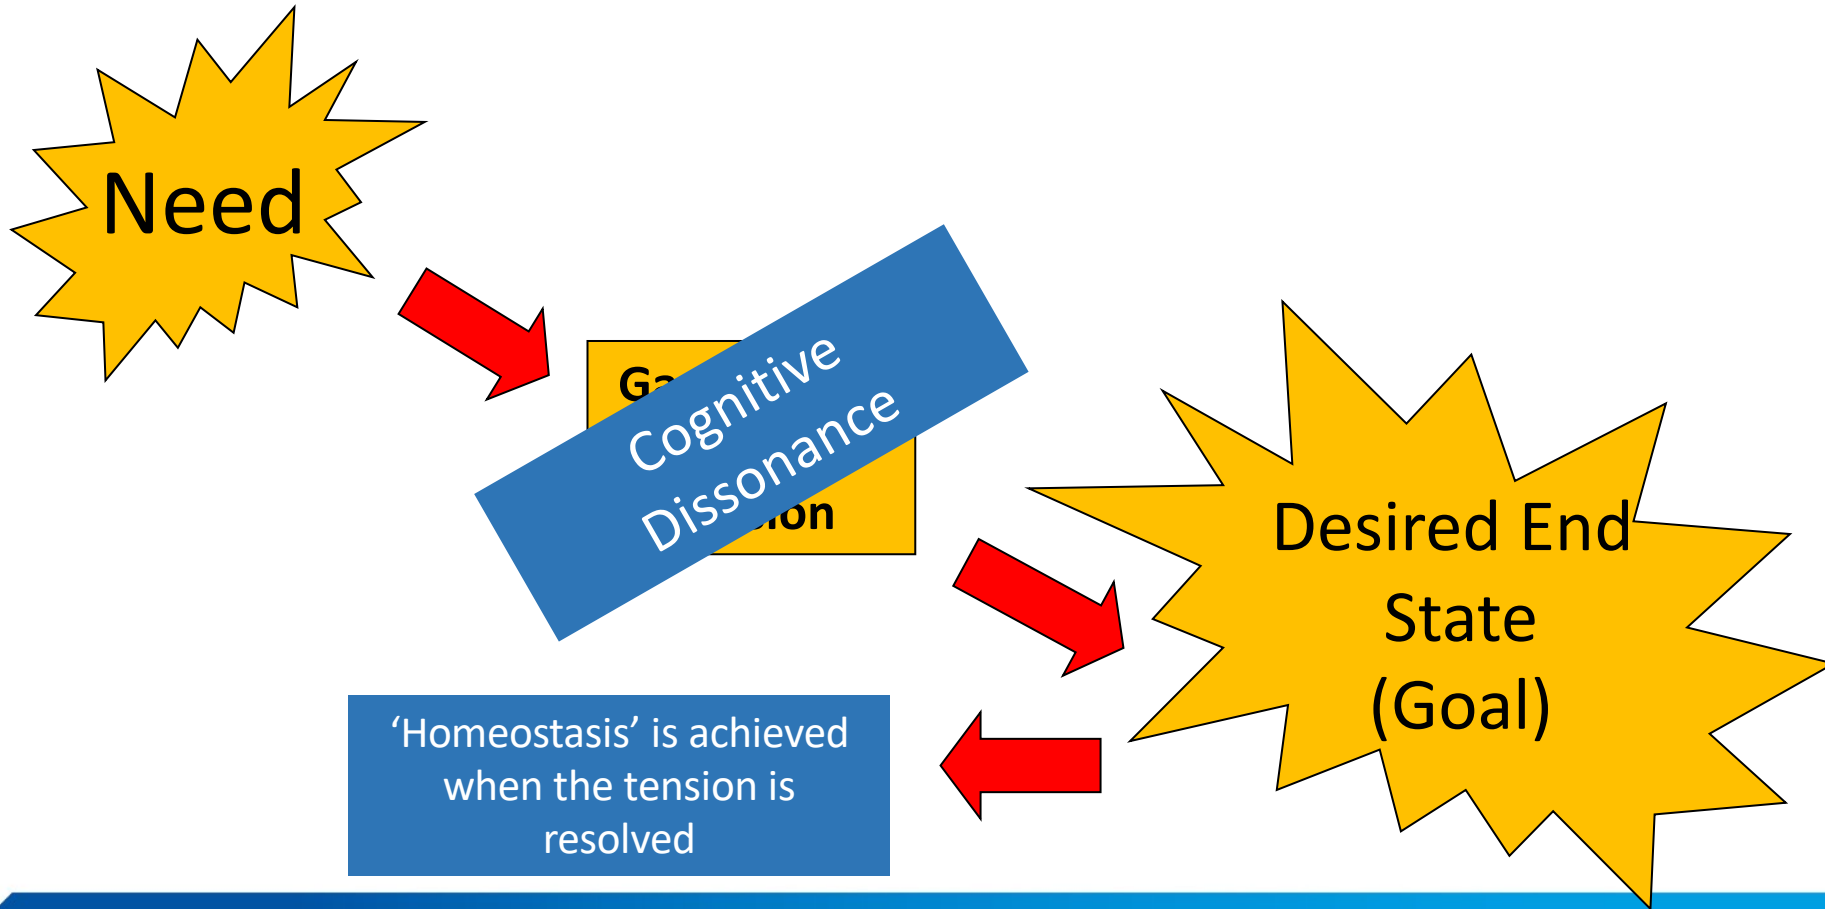 Need
Cognitive
Dissonance
Desired End
State
(Goal)
‘Homeostasis’ is achieved
when the tension is
resolved